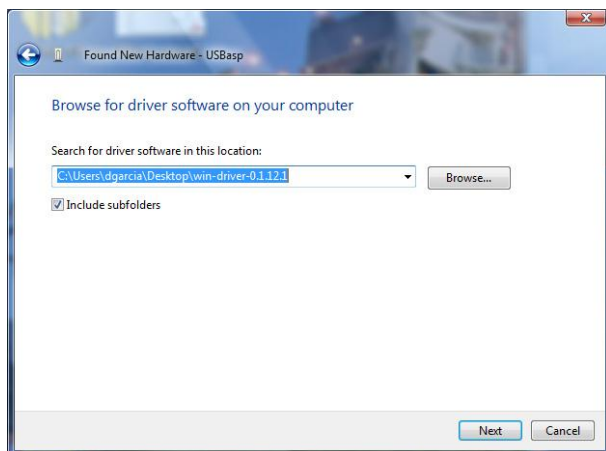 Found New Hardware - USBasp
Browse for driver software on your computer
Search for driver software in this location:
C:\Users\dgarcia\Desktop\win-driver-0.1.12.1
Browse...
Include subfolders
Next
Cancel